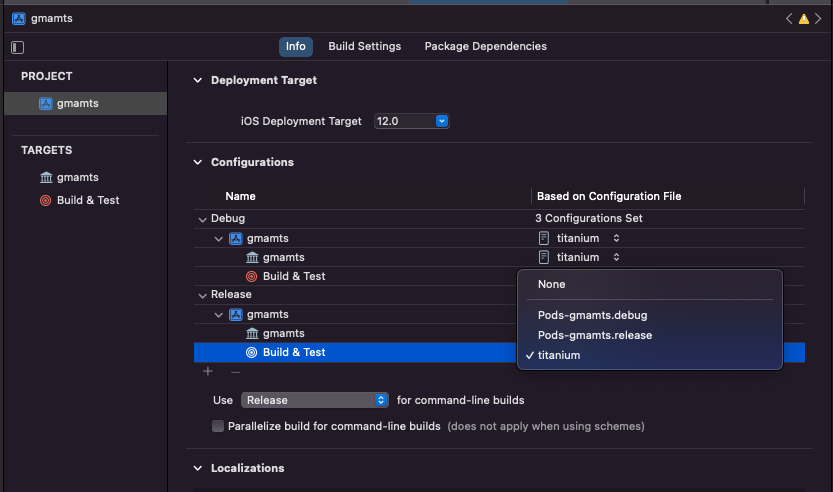 gmamts
Info Build Settings Package Dependencies
PROJECT
gmamts
TARGETS
gmamts
Build & Test
Deployment Target
iOS Deployment Target 12.0
Configurations
Name Based on Configuration File
Debug 3 Configurations Set
gmamts titanium
gmamts titanium
Build & Test
Release
gmamts
gmamts
Build & Test
None
Pods-gmamts.debug
Pods-gmamts.release
titanium
Use Release for command-line builds
Parallelize build for command-line builds (does not apply when using schemes)
Localizations